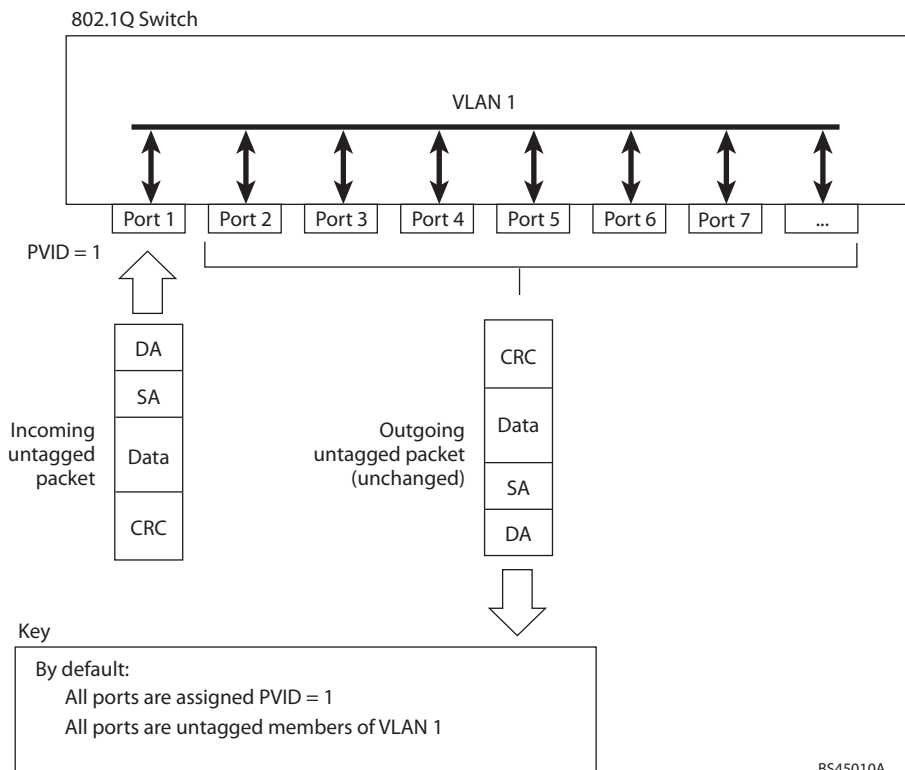 802.1Q Switch
VLAN 1
Port 1
Port 2
Port 3
Port 4
Port 5
Port 6
Port 7
...
PVID = 1
DA
SA
Data
CRC
Incoming
untagged
packet
CRC
Data
SA
DA
Outgoing
untagged packet
(unchanged)
Key
By default:
All ports are assigned PVID = 1
All ports are untagged members of VLAN 1
BS45010A